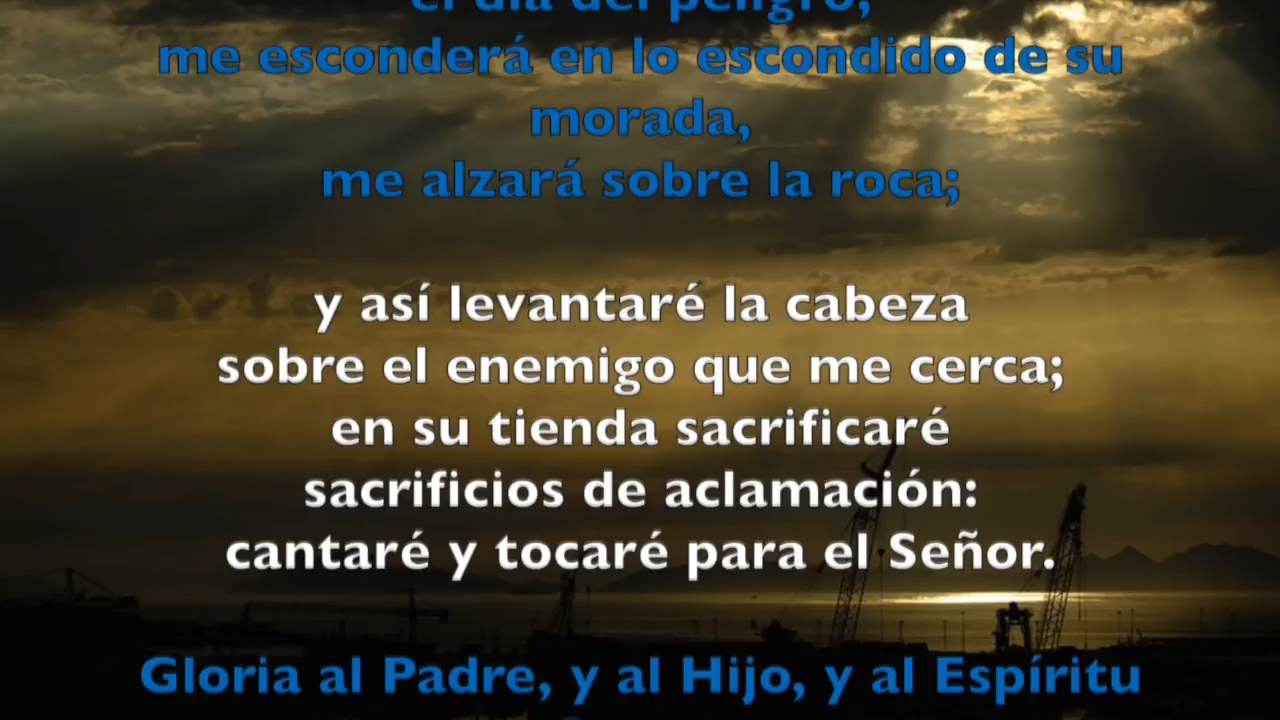 el día del peligro;
me esconderá en lo escondido de su
morada,
me alzará sobre la roca;
y así levantaré la cabeza
sobre el enemigo que me cerca;
en su tienda sacrificaré
sacrificios de aclamación:
cantaré y tocaré para el Señor.
Gloria al Padre, y al Hijo, y al Espíritu